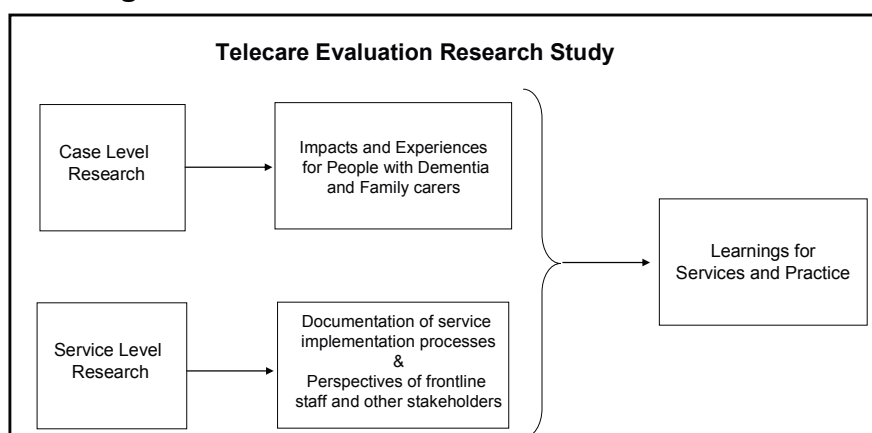 Telecare Evaluation Research Study
Case Level
Research
Impacts and Experiences
for People with Dementia
and Family carers
Service Level
Research
Documentation of service
implementation processes
&
Perspectives of frontline
staff and other stakeholders
Learnings for
Services and Practice